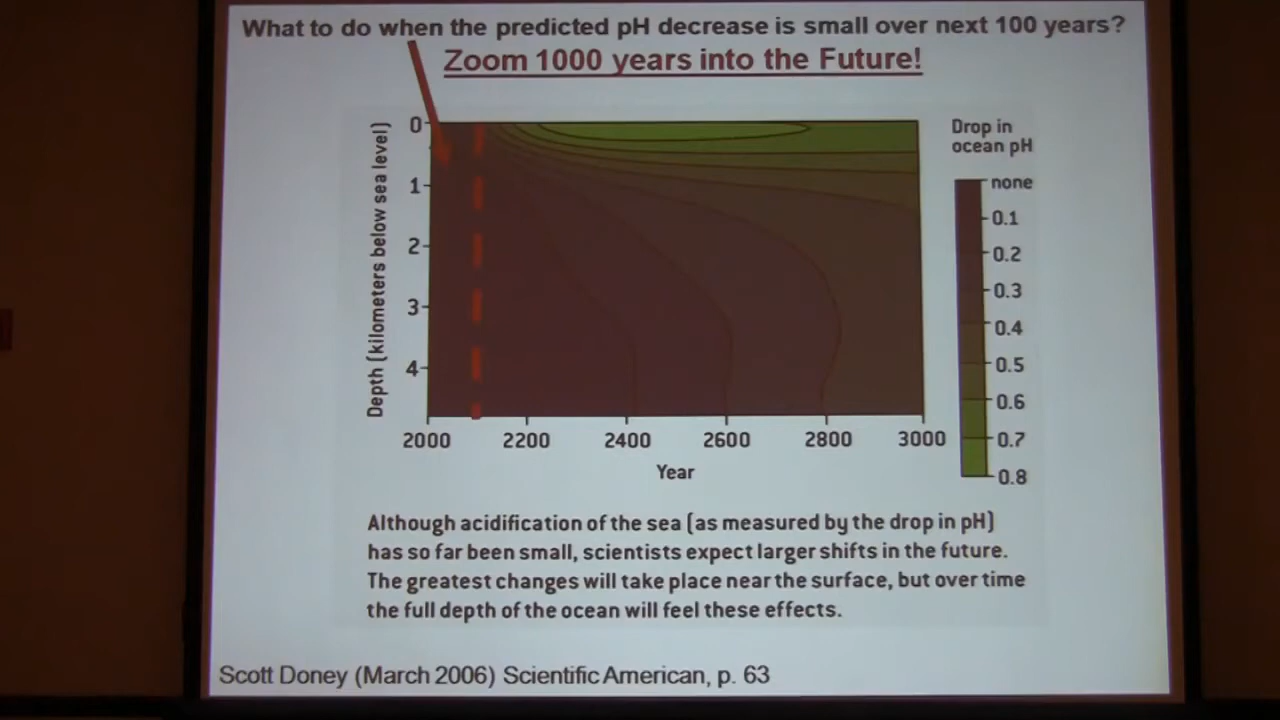 What to do when the predicted pH decrease is small over next 100 years?
Zoom 1000 years into the Future!
Drop in
ocean pH
none
0.1
0.2
0.3
0.4
0.5
0.6
0.7
0.8
Depth (kilometers below sea level)
0
1
2
3
4
2000 2200 2400 2600 2800 3000
Year
Although acidification of the sea (as measured by the drop in pH)
has so far been small, scientists expect larger shifts in the future.
The greatest changes will take place near the surface, but over time
the full depth of the ocean will feel these effects.
Scott Doney (March 2006) Scientific American, p. 63